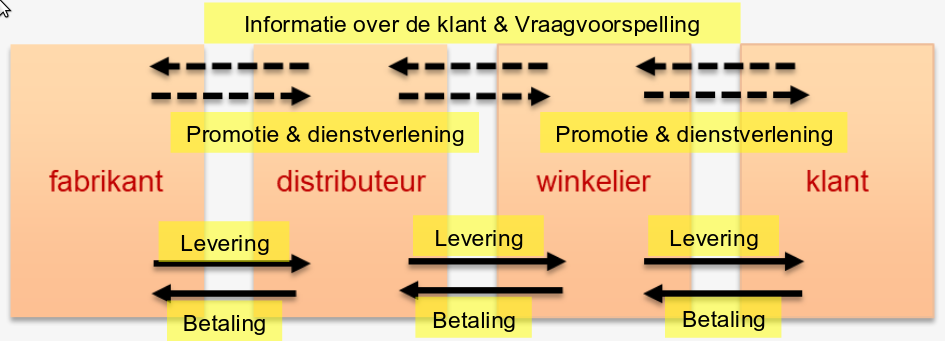 Informatie over de klant & Vraagvoorspelling
Promotie & dienstverlening
Promotie & dienstverlening
fabrikant
distributeur
winkelier
klant
Levering
Levering
Levering
Betaling
Betaling
Betaling